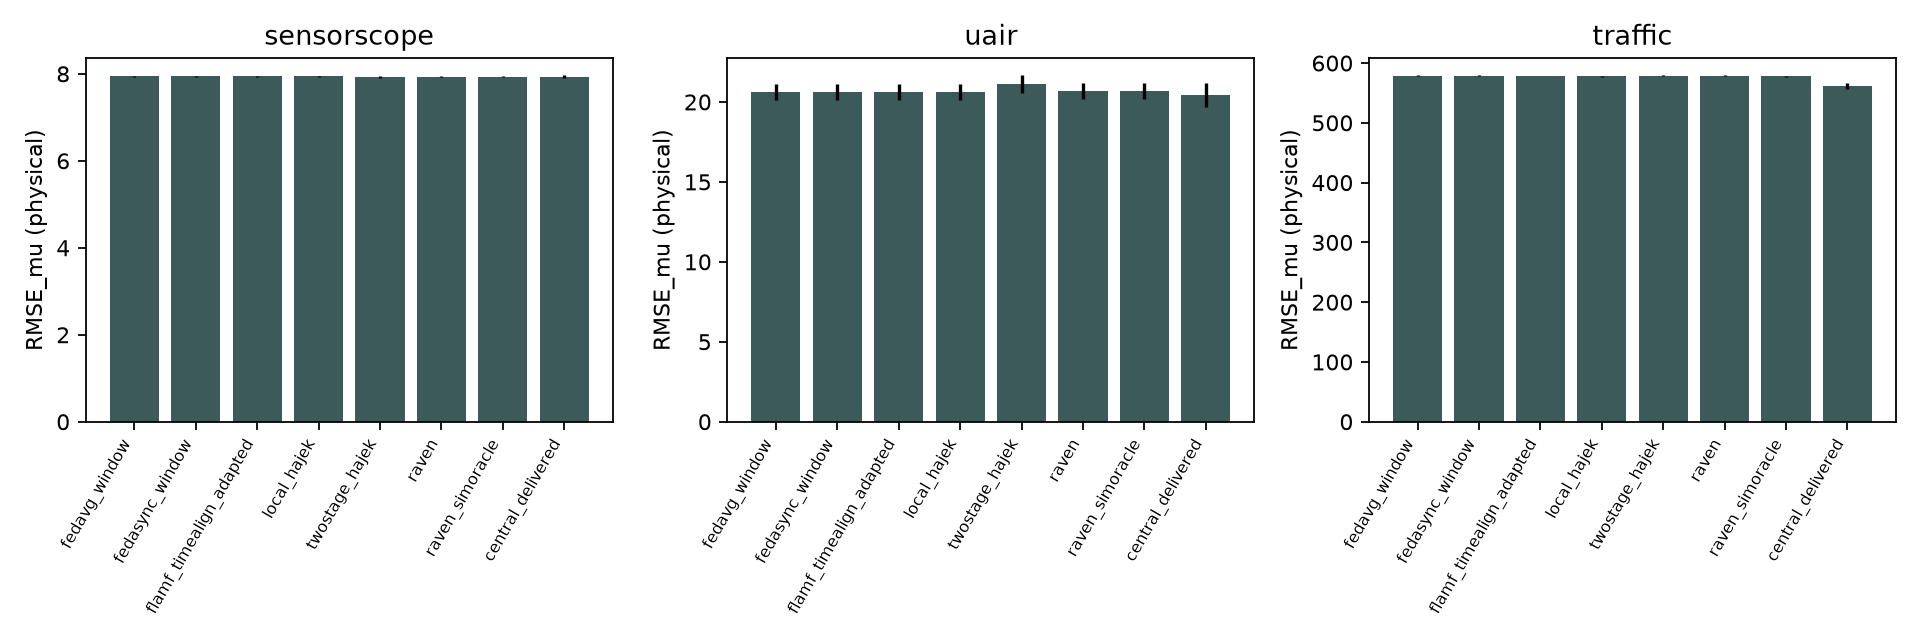 sensorscope
RMSE_mu (physical)
8
6
4
2
0
fedavg_window
fedasync_window
flamf_timealign_adapted
local_hajek
twostage_hajek
raven
raven_simoracle
central_delivered
uair
RMSE_mu (physical)
20
15
10
5
0
fedavg_window
fedasync_window
flamf_timealign_adapted
local_hajek
twostage_hajek
raven
raven_simoracle
central_delivered
traffic
RMSE_mu (physical)
600
500
400
300
200
100
0
fedavg_window
fedasync_window
flamf_timealign_adapted
local_hajek
twostage_hajek
raven
raven_simoracle
central_delivered